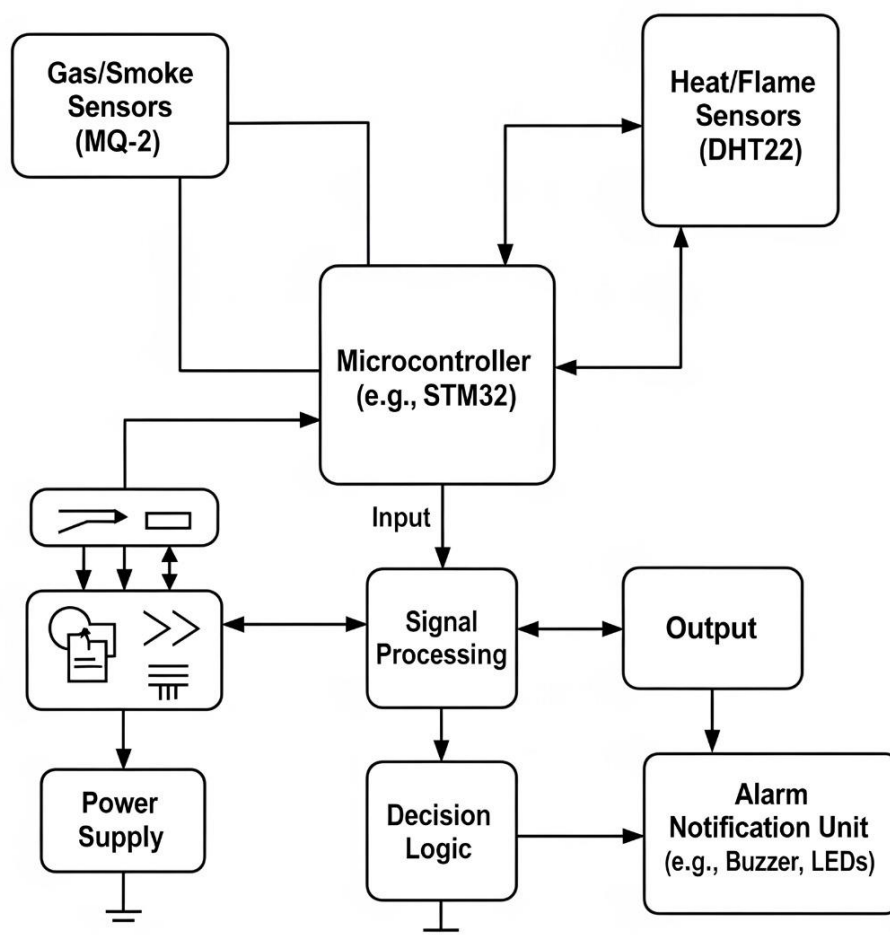 Gas/Smoke
Sensors
(MQ-2)
Heat/Flame
Sensors
(DHT22)
Microcontroller
(e.g., STM32)
Input
Signal
Processing
Output
Power
Supply
Decision
Logic
Alarm
Notification Unit
(e.g., Buzzer, LEDs)